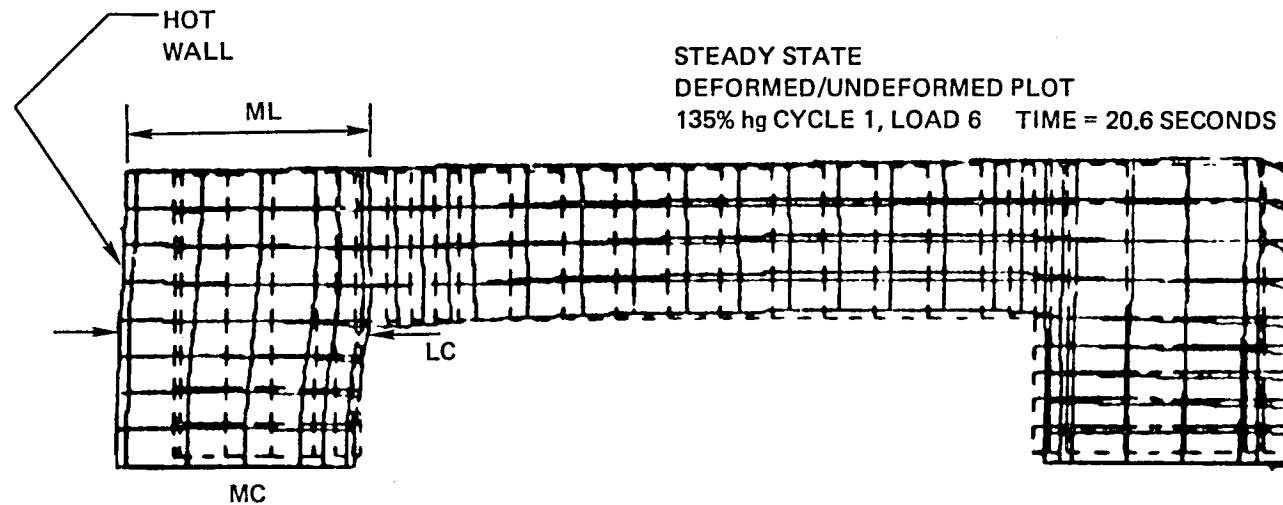 HOT
WALL
STEADY STATE
DEFORMED/UNDEFORMED PLOT
135% hg CYCLE 1, LOAD 6 TIME = 20.6 SECONDS
ML
LC
MC